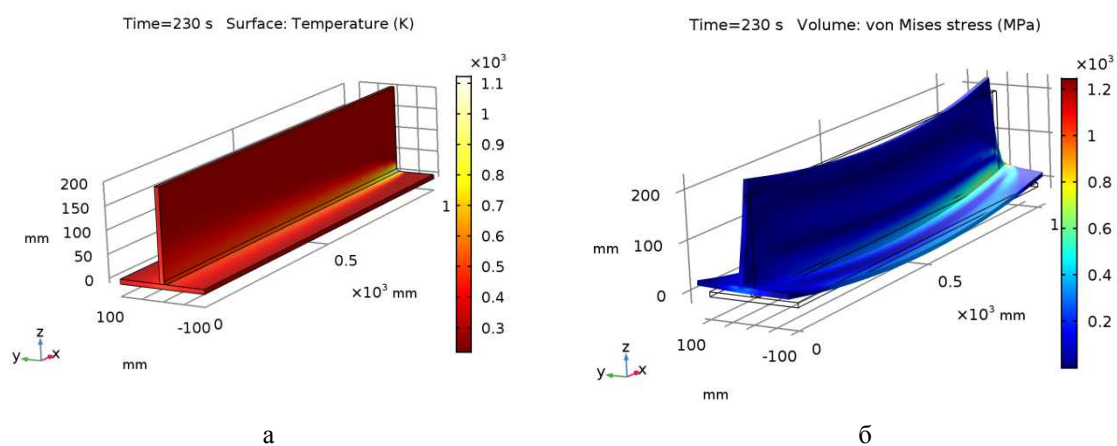 Time=230 s Surface: Temperature (K)
×10³
1.1
1
0.9
0.8
0.7
0.6
0.5
0.4
0.3
200
150
100
50
0
mm
100
-100
0
0.5
1
×10³ mm
mm
z
y
x
а
Time=230 s Volume: von Mises stress (MPa)
×10³
1.2
1
0.8
0.6
0.4
0.2
200
100
0
mm
100
-100
0
0.5
1
×10³ mm
mm
z
y
x
б